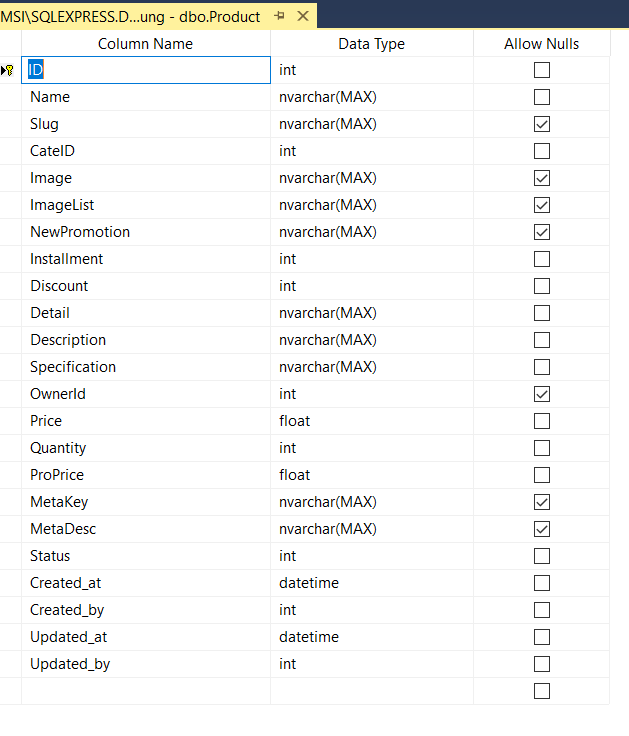 MSI\SQLEXPRESS.D...ung - dbo.Product
Column Name Data Type Allow Nulls
ID int
Name nvarchar(MAX)
Slug nvarchar(MAX)
CateID int
Image nvarchar(MAX)
ImageList nvarchar(MAX)
NewPromotion nvarchar(MAX)
Installment int
Discount int
Detail nvarchar(MAX)
Description nvarchar(MAX)
Specification nvarchar(MAX)
OwnerId int
Price float
Quantity int
ProPrice float
MetaKey nvarchar(MAX)
MetaDesc nvarchar(MAX)
Status int
Created_at datetime
Created_by int
Updated_at datetime
Updated_by int